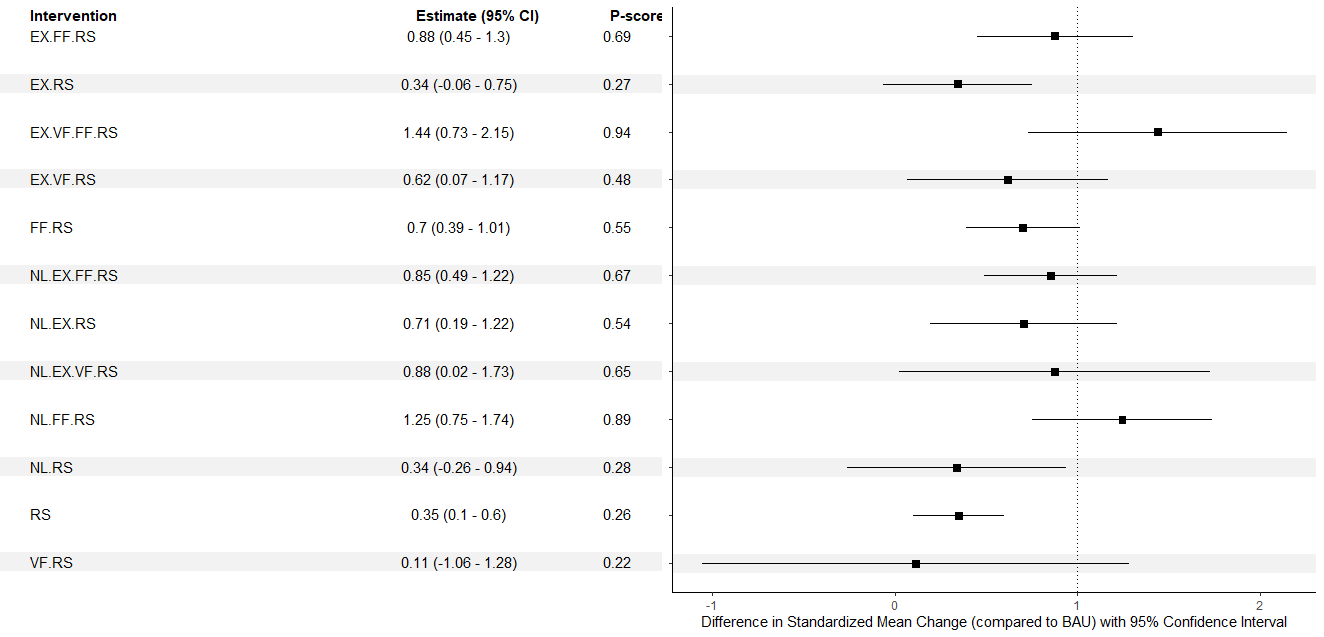 Intervention Estimate (95% CI) P-score
EX.FF.RS 0.88 (0.45 - 1.3) 0.69
EX.RS 0.34 (-0.06 - 0.75) 0.27
EX.VF.FF.RS 1.44 (0.73 - 2.15) 0.94
EX.VF.RS 0.62 (0.07 - 1.17) 0.48
FF.RS 0.7 (0.39 - 1.01) 0.55
NL.EX.FF.RS 0.85 (0.49 - 1.22) 0.67
NL.EX.RS 0.71 (0.19 - 1.22) 0.54
NL.EX.VF.RS 0.88 (0.02 - 1.73) 0.65
NL.FF.RS 1.25 (0.75 - 1.74) 0.89
NL.RS 0.34 (-0.26 - 0.94) 0.28
RS 0.35 (0.1 - 0.6) 0.26
VF.RS 0.11 (-1.06 - 1.28) 0.22
-1 0 1 2
Difference in Standardized Mean Change (compared to BAU) with 95% Confidence Interval